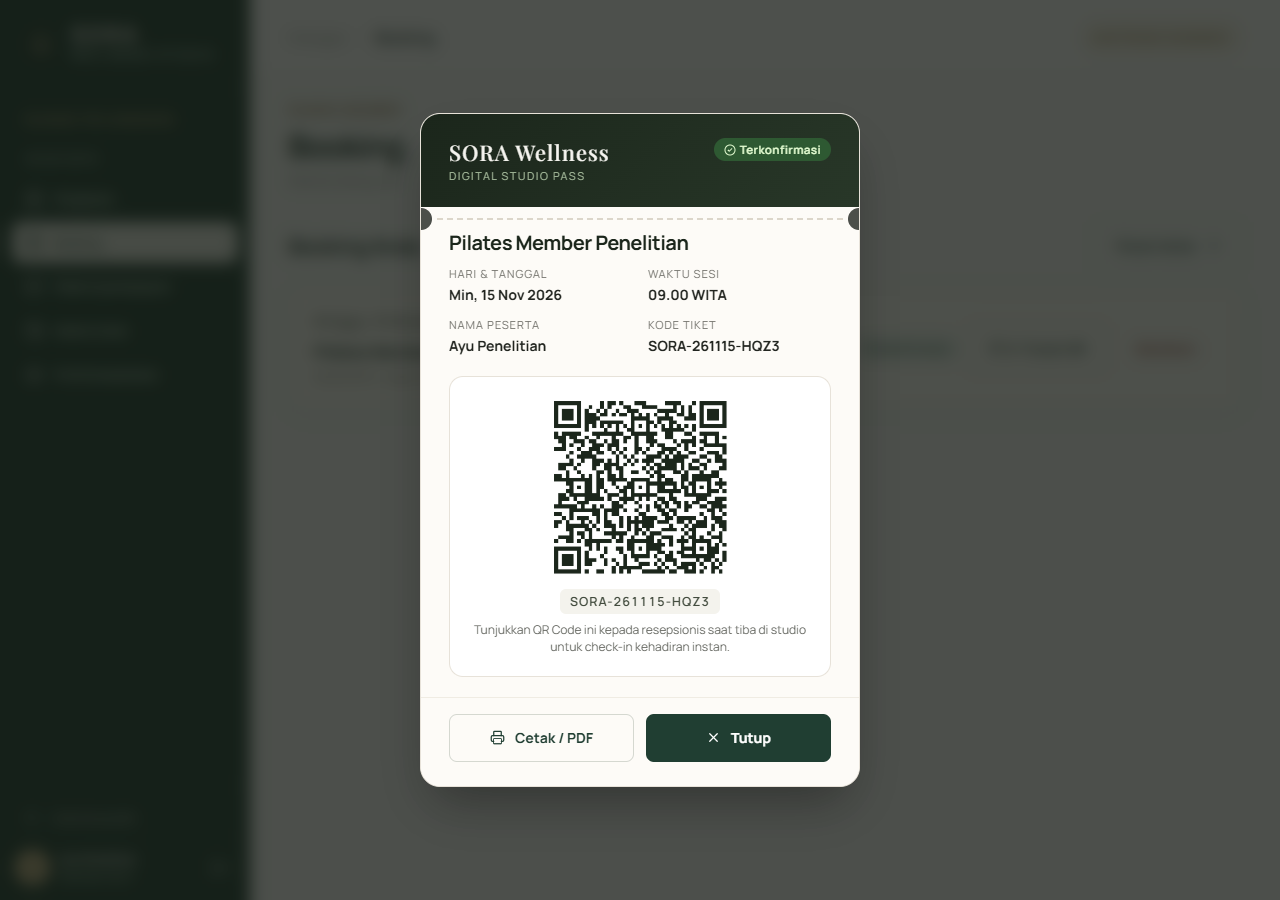 SORA Wellness
Terkonfirmasi
DIGITAL STUDIO PASS
Pilates Member Penelitian
HARI & TANGGAL
WAKTU SESI
Min, 15 Nov 2026
09.00 WITA
NAMA PESERTA
KODE TIKET
Ayu Penelitian
SORA-261115-HQZ3
SORA-261115-HQZ3
Tunjukkan QR Code ini kepada resepsionis saat tiba di studio
untuk check-in kehadiran instan.
Cetak / PDF
Tutup